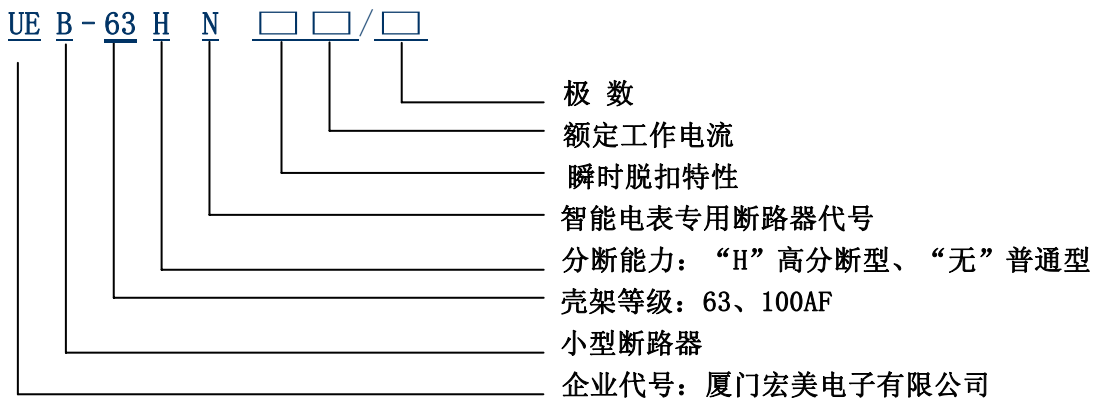 UE B-63 H N □ □/□
极 数
额定工作电流
瞬时脱扣特性
智能电表专用断路器代号
分断能力：“H”高分断型、“无”普通型
壳架等级：63、100AF
小型断路器
企业代号：厦门宏美电子有限公司